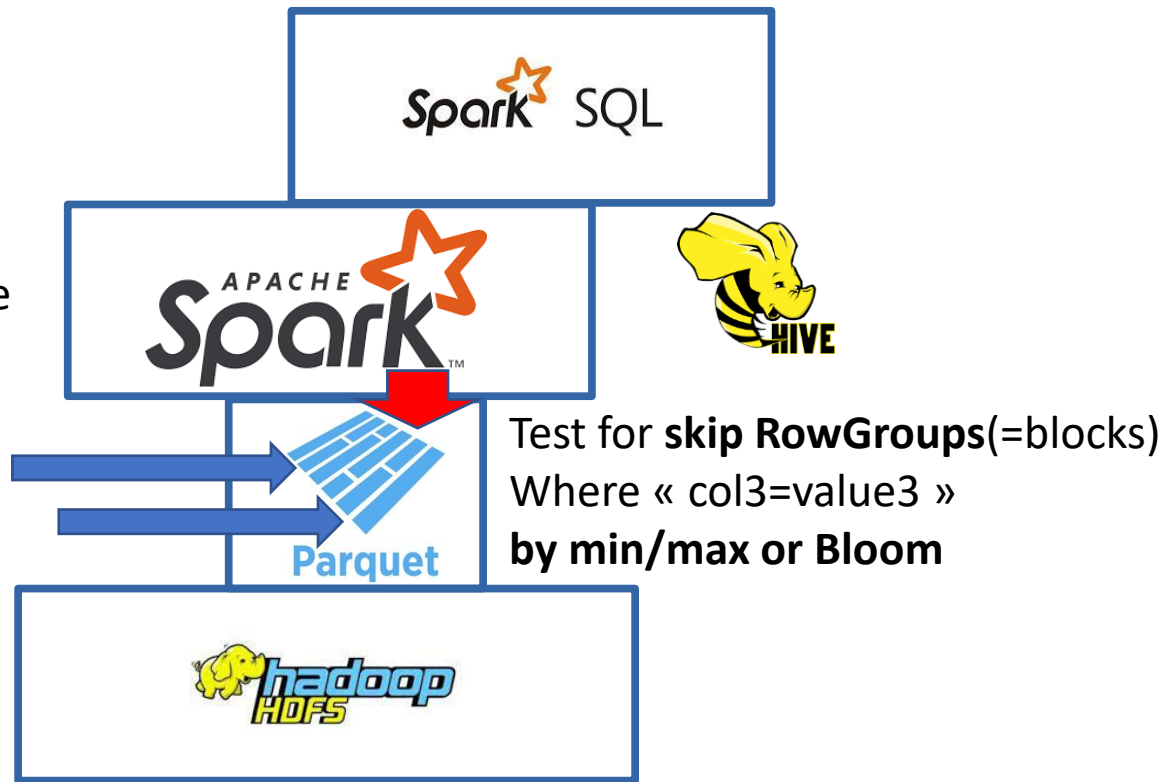 Spark SQL
APACHE
Spark™
HIVE
e
Test for skip RowGroups(=blocks)
Where « col3=value3 »
by min/max or Bloom
Parquet
hadoop
HDFS